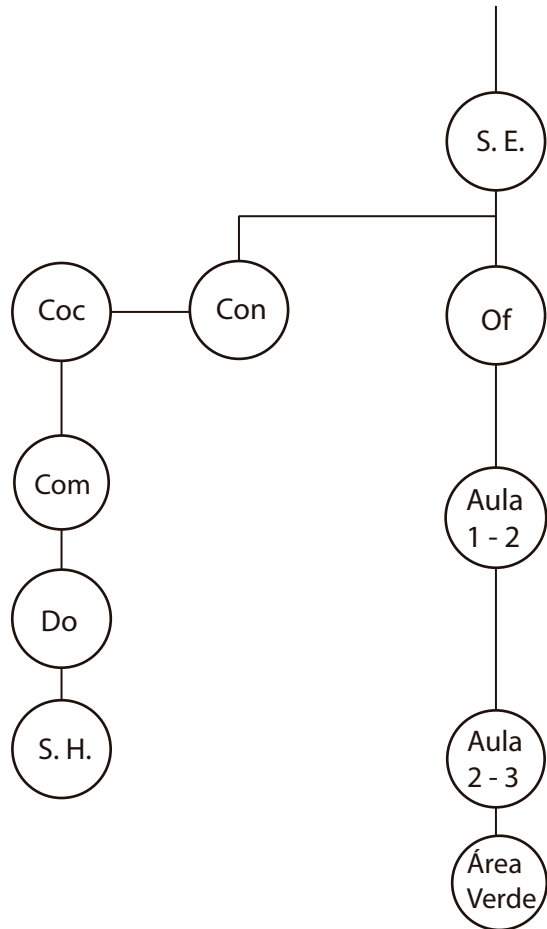 S. E.
Coc
Con
Of
Com
Aula
1 - 2
Do
S. H.
Aula
2 - 3
Área
Verde